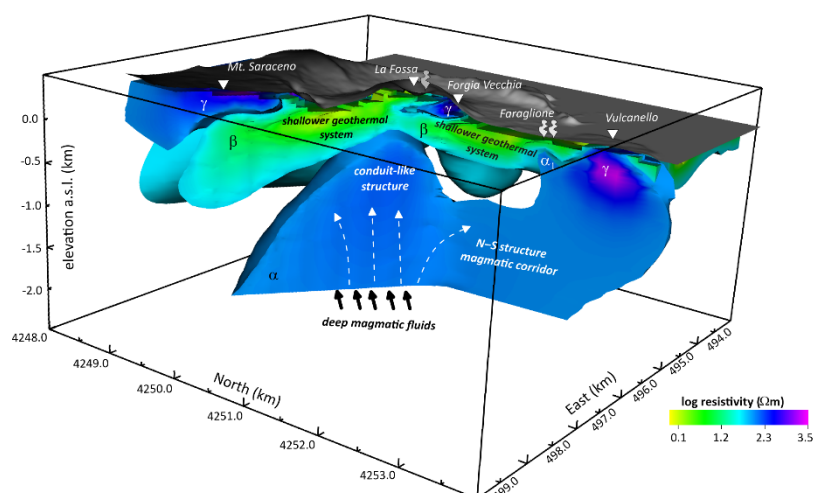 Mt. Saraceno
La Fossa
Forgia Vecchia
Faraglione
Vulcanello
γ
γ
γ
β
β
shallower geothermal
system
shallower geothermal
system
α₁
conduit-like
structure
N–S structure
magmatic corridor
α
deep magmatic fluids
elevation a.s.l. (km)
0.0
-0.5
-1.0
-1.5
-2.0
4248.0
4249.0
4250.0
4251.0
4252.0
4253.0
North (km)
East (km)
494.0
495.0
496.0
497.0
498.0
499.0
log resistivity (Ωm)
0.1 1.2 2.3 3.5